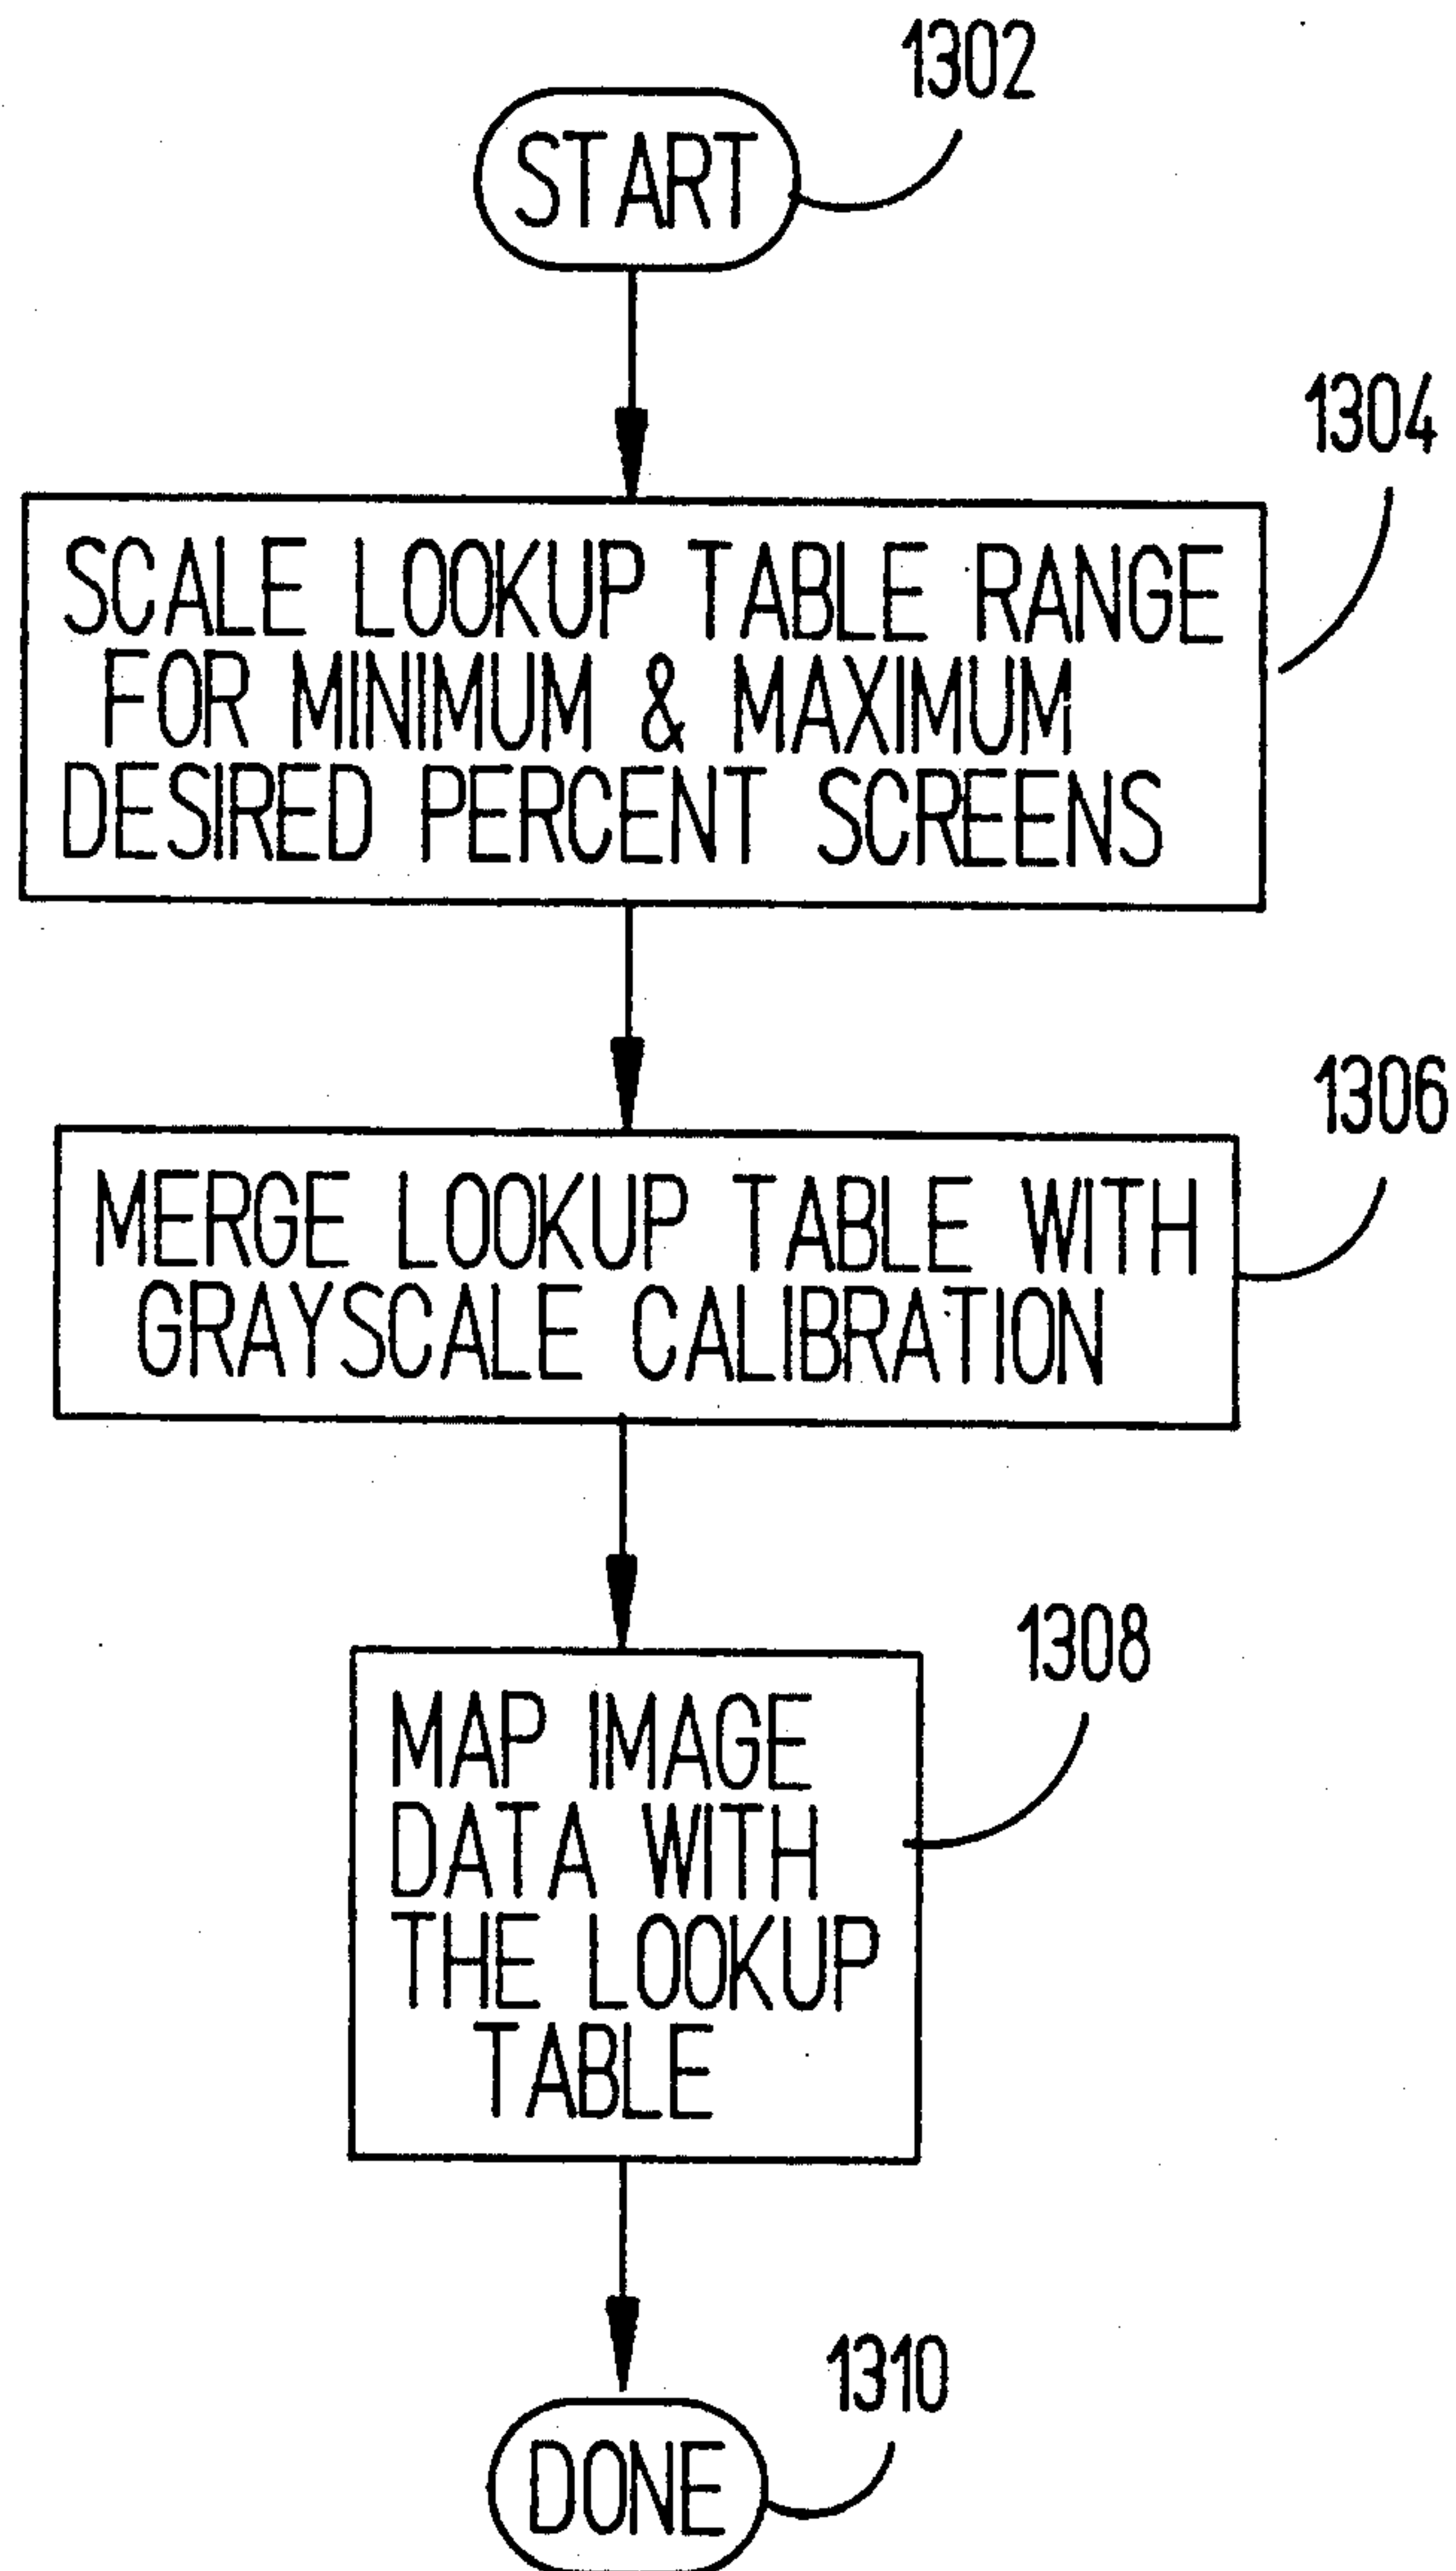 1302
START
1304
SCALE LOOKUP TABLE RANGE
FOR MINIMUM & MAXIMUM
DESIRED PERCENT SCREENS
1306
MERGE LOOKUP TABLE WITH
GRAYSCALE CALIBRATION
1308
MAP IMAGE
DATA WITH
THE LOOKUP
TABLE
1310
DONE